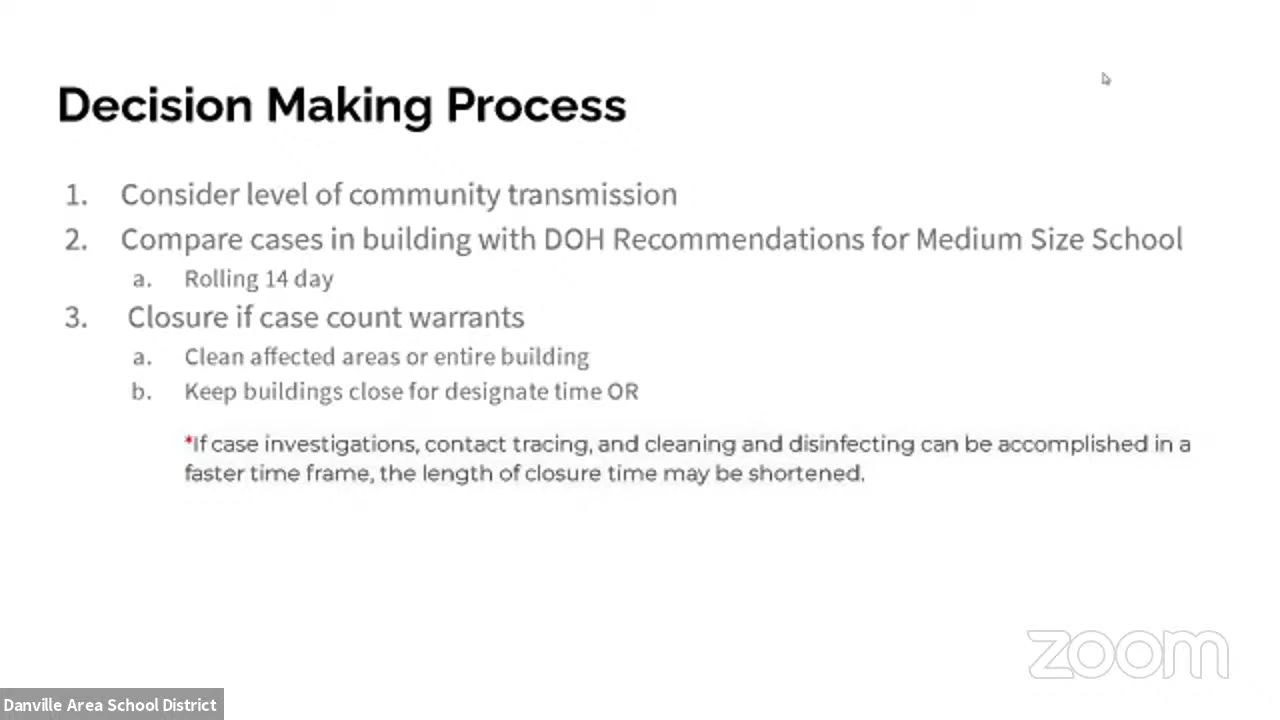 Decision Making Process
1. Consider level of community transmission
2. Compare cases in building with DOH Recommendations for Medium Size School
a. Rolling 14 day
3. Closure if case count warrants
a. Clean affected areas or entire building
b. Keep buildings close for designate time OR
*If case investigations, contact tracing, and cleaning and disinfecting can be accomplished in a
faster time frame, the length of closure time may be shortened.
zoom
Danville Area School District